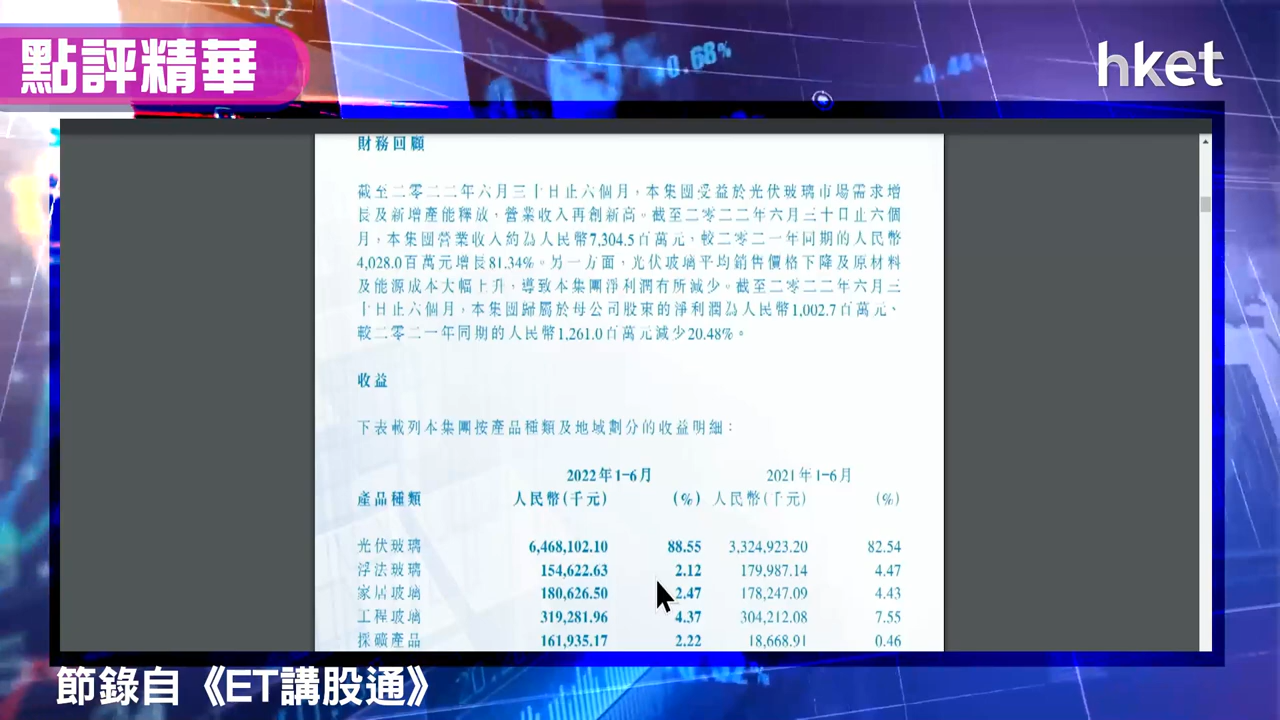 點評精華
hket
0.68%
財務回顧
截至二零二二年六月三十日止六個月，本集團受益於光伏玻璃市場需求增
長及新增產能釋放，營業收入再創新高。截至二零二二年六月三十日止六個
月，本集團營業收入約為人民幣7,304.5百萬元，較二零二一年同期的人民幣
4,028.0百萬元增長81.34%。另一方面，光伏玻璃平均銷售價格下降及原材料
及能源成本大幅上升，導致本集團淨利潤有所減少。截至二零二二年六月三
十日止六個月，本集團歸屬於母公司股東的淨利潤為人民幣1,002.7百萬元、
較二零二一年同期的人民幣1,261.0百萬元減少20.48%。
收益
下表載列本集團按產品種類及地域劃分的收益明細：
2022年1-6月 2021年1-6月
產品種類 人民幣(千元) (%) 人民幣(千元) (%)
光伏玻璃 6,468,102.10 88.55 3,324,923.20 82.54
浮法玻璃 154,622.63 2.12 179,987.14 4.47
家居玻璃 180,626.50 2.47 178,247.09 4.43
工程玻璃 319,281.96 4.37 304,212.08 7.55
採礦產品 161,935.17 2.22 18,668.91 0.46
節錄自《ET講股通》